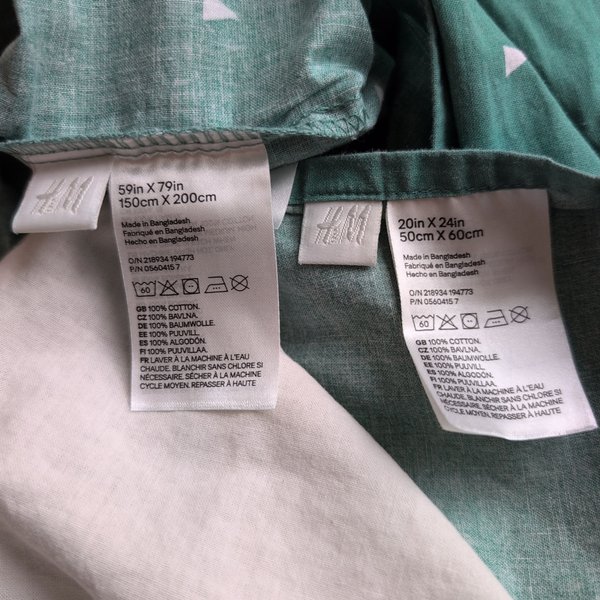 H&M
59in X 79in
150cm X 200cm
Made in Bangladesh
Fabriqué en Bangladesh
Hecho en Bangladesh
O/N 218934 194773
P/N 0560415 7
60
GB 100% COTTON.
CZ 100% BAVLNA.
DE 100% BAUMWOLLE.
EE 100% PUUVILL.
ES 100% ALGODÓN.
FI 100% PUUVILLAA.
FR LAVER À LA MACHINE À L'EAU
CHAUDE, BLANCHIR SANS CHLORE SI
NÉCESSAIRE, SÉCHER À LA MACHINE
CYCLE MOYEN, REPASSER À HAUTE
H&M
20in X 24in
50cm X 60cm
Made in Bangladesh
Fabriqué en Bangladesh
Hecho en Bangladesh
O/N 218934 194773
P/N 0560415 7
60
GB 100% COTTON.
CZ 100% BAVLNA.
DE 100% BAUMWOLLE.
EE 100% PUUVILL.
ES 100% ALGODÓN.
FI 100% PUUVILLAA.
FR LAVER À LA MACHINE À L'EAU
CHAUDE, BLANCHIR SANS CHLORE SI
NÉCESSAIRE, SÉCHER À LA MACHINE
CYCLE MOYEN, REPASSER À HAUTE